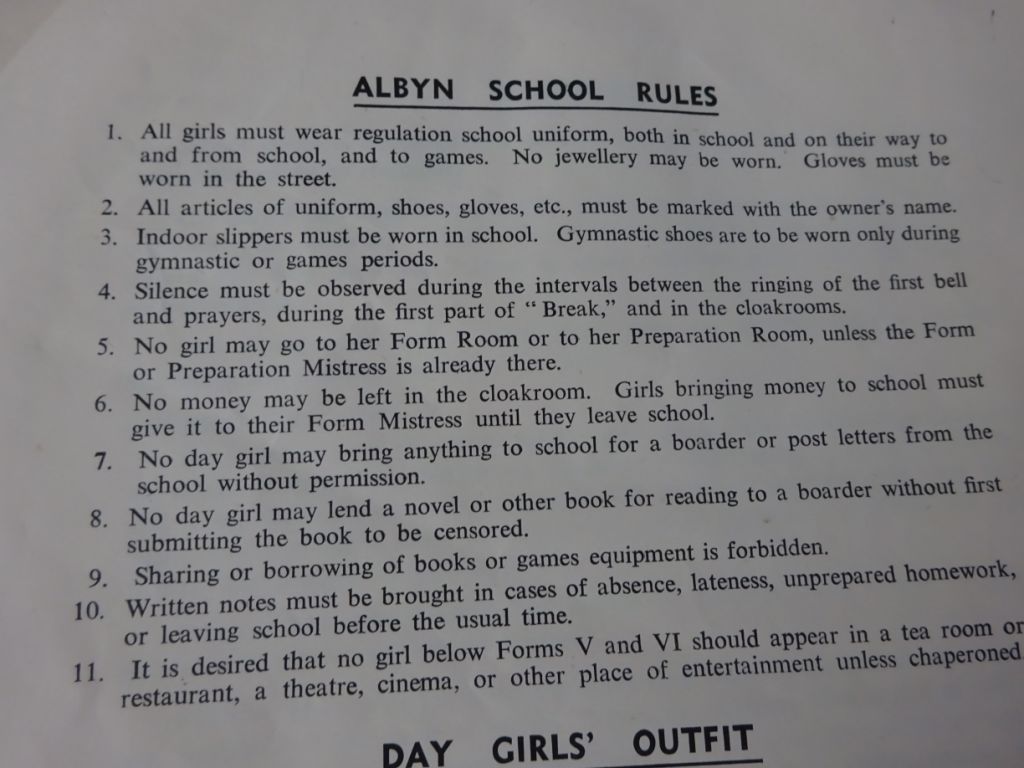 ALBYN SCHOOL RULES
1. All girls must wear regulation school uniform, both in school and on their way to
and from school, and to games. No jewellery may be worn. Gloves must be
worn in the street.
2. All articles of uniform, shoes, gloves, etc., must be marked with the owner's name.
3. Indoor slippers must be worn in school. Gymnastic shoes are to be worn only during
gymnastic or games periods.
4. Silence must be observed during the intervals between the ringing of the first bell
and prayers, during the first part of “ Break,” and in the cloakrooms.
5. No girl may go to her Form Room or to her Preparation Room, unless the Form
or Preparation Mistress is already there.
6. No money may be left in the cloakroom. Girls bringing money to school must
give it to their Form Mistress until they leave school.
7. No day girl may bring anything to school for a boarder or post letters from the
school without permission.
8. No day girl may lend a novel or other book for reading to a boarder without first
submitting the book to be censored.
9. Sharing or borrowing of books or games equipment is forbidden.
10. Written notes must be brought in cases of absence, lateness, unprepared homework,
or leaving school before the usual time.
11. It is desired that no girl below Forms V and VI should appear in a tea room or
restaurant, a theatre, cinema, or other place of entertainment unless chaperoned
DAY GIRLS' OUTFIT